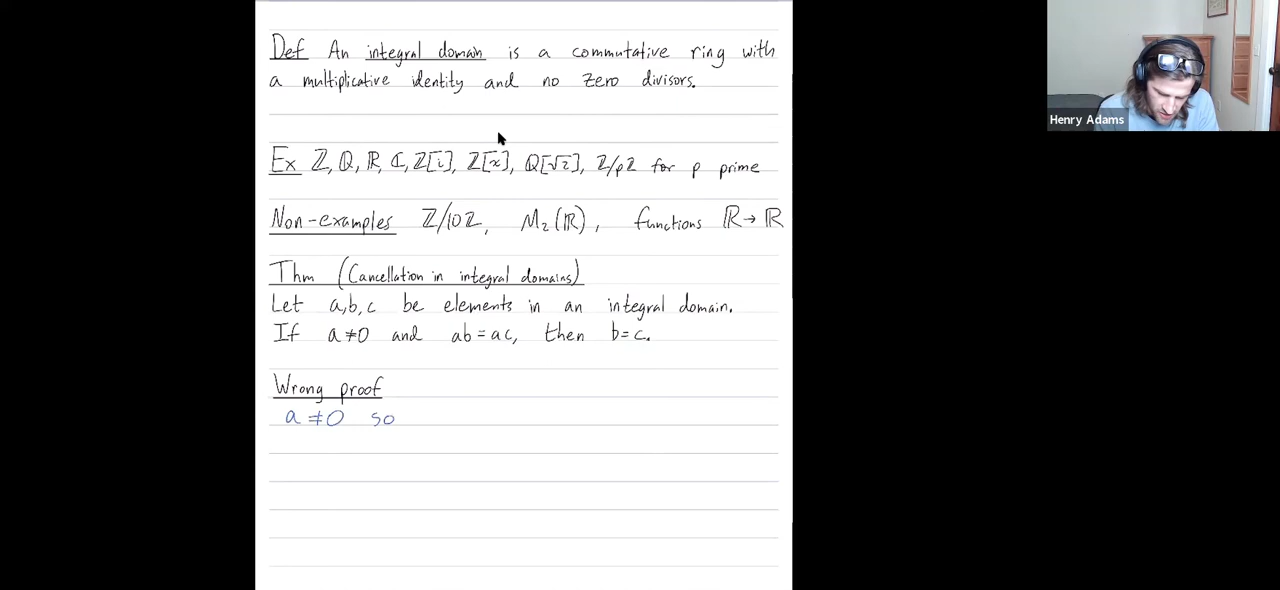 Def An integral domain is a commutative ring with
a multiplicative identity and no zero divisors.
Ex ℤ, ℚ, ℝ, ℂ, ℤ[i], ℤ[x], ℚ[√2], ℤ/pℤ for p prime
Non-examples ℤ/10ℤ, M₂(ℝ), functions ℝ→ℝ
Thm (Cancellation in integral domains)
Let a,b,c be elements in an integral domain.
If a≠0 and ab=ac, then b=c.
Wrong proof
a≠0 so
Henry Adams